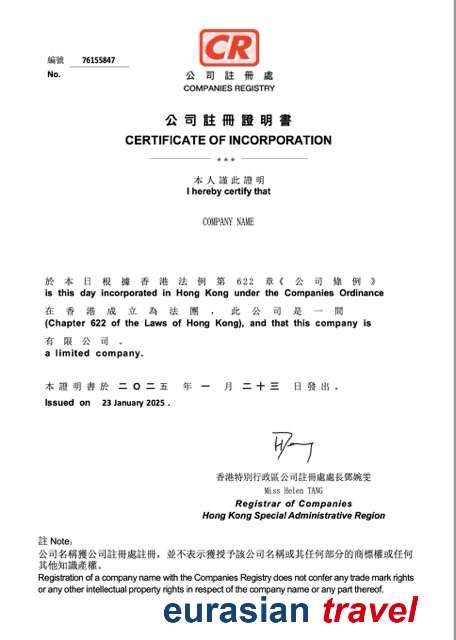 編號 76155847
No.
CR
公司註冊處
COMPANIES REGISTRY
公司註冊證明書
CERTIFICATE OF INCORPORATION
***
本人謹此證明
I hereby certify that
COMPANY NAME
於本日根據香港法例第622章《公司條例》
is this day incorporated in Hong Kong under the Companies Ordinance
在香港成立為法團，此公司是一間
(Chapter 622 of the Laws of Hong Kong), and that this company is
有限公司。
a limited company.
本證明書於二〇二五年一月二十三日發出。
Issued on 23 January 2025 .
香港特別行政區公司註冊處處長鄧婉雯
Miss Helen TANG
Registrar of Companies
Hong Kong Special Administrative Region
註 Note:
公司名稱獲公司註冊處註冊，並不表示獲授予該公司名稱或其任何部分的商標權或任何
其他知識產權。
Registration of a company name with the Companies Registry does not confer any trade mark rights
or any other intellectual property rights in respect of the company name or any part thereof.
eurasian travel